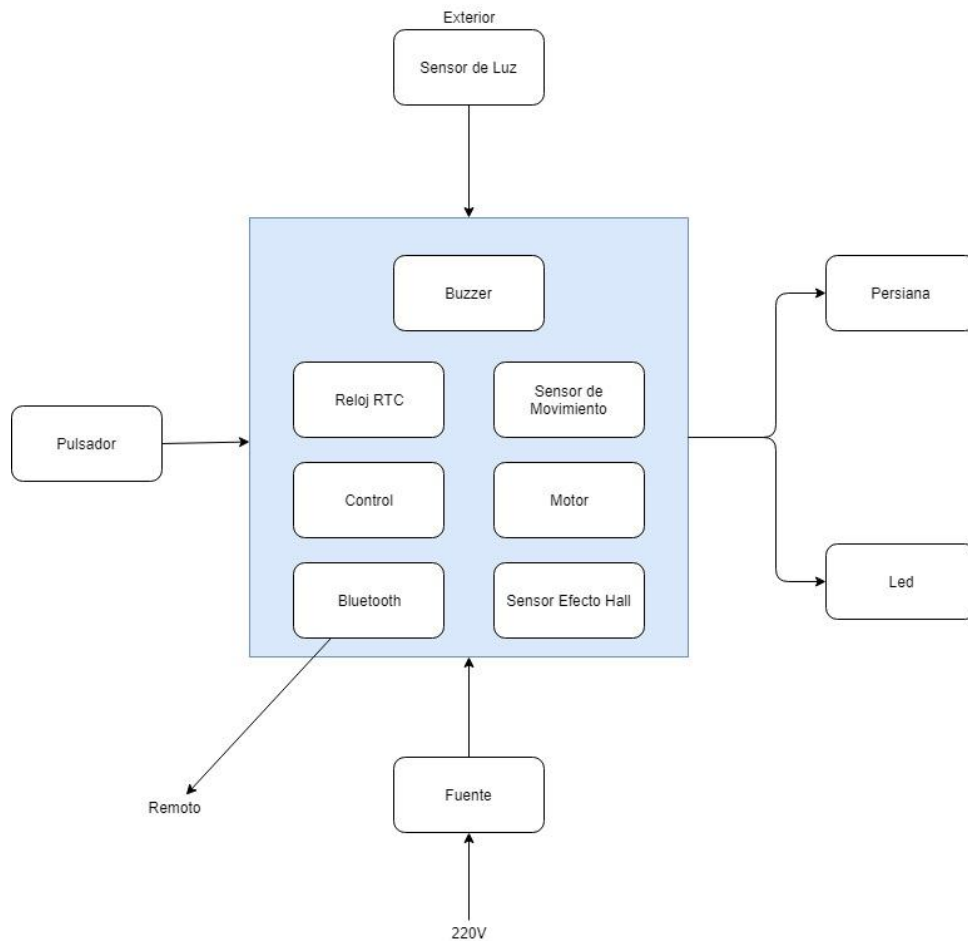 Exterior
Sensor de Luz
Buzzer
Persiana
Reloj RTC
Sensor de
Movimiento
Pulsador
Control
Motor
Led
Bluetooth
Sensor Efecto Hall
Remoto
Fuente
220V